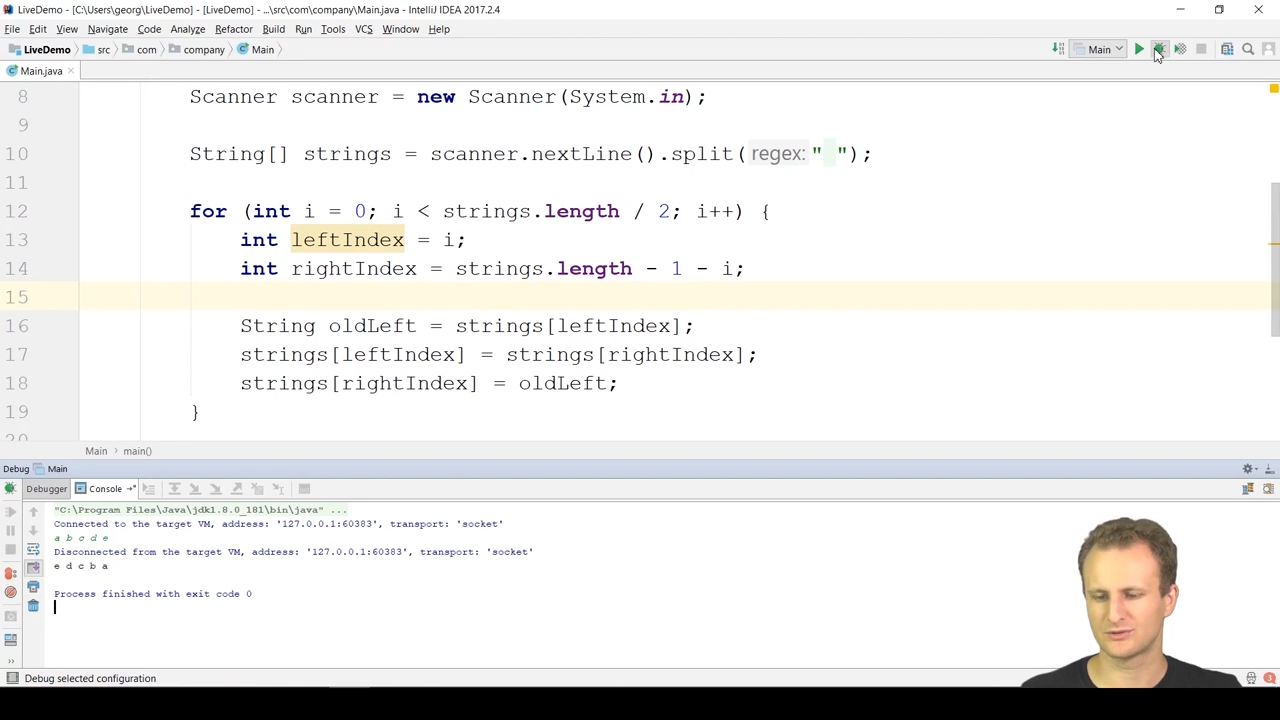 LiveDemo - [C:\Users\georg\LiveDemo] - [LiveDemo] - ...\src\com\company\Main.java - IntelliJ IDEA 2017.2.4
File Edit View Navigate Code Analyze Refactor Build Run Tools VCS Window Help
LiveDemo src com company Main Main
Main.java
8 Scanner scanner = new Scanner(System.in);
9
10 String[] strings = scanner.nextLine().split( regex: " ");
11
12 for (int i = 0; i < strings.length / 2; i++) {
13 int leftIndex = i;
14 int rightIndex = strings.length - 1 - i;
15
16 String oldLeft = strings[leftIndex];
17 strings[leftIndex] = strings[rightIndex];
18 strings[rightIndex] = oldLeft;
19 }
20
Main main()
Debug Main
Debugger Console
"C:\Program Files\Java\jdk1.8.0_181\bin\java" ...
Connected to the target VM, address: '127.0.0.1:60383', transport: 'socket'
a b c d e
Disconnected from the target VM, address: '127.0.0.1:60383', transport: 'socket'
e d c b a
Process finished with exit code 0
Debug selected configuration 3